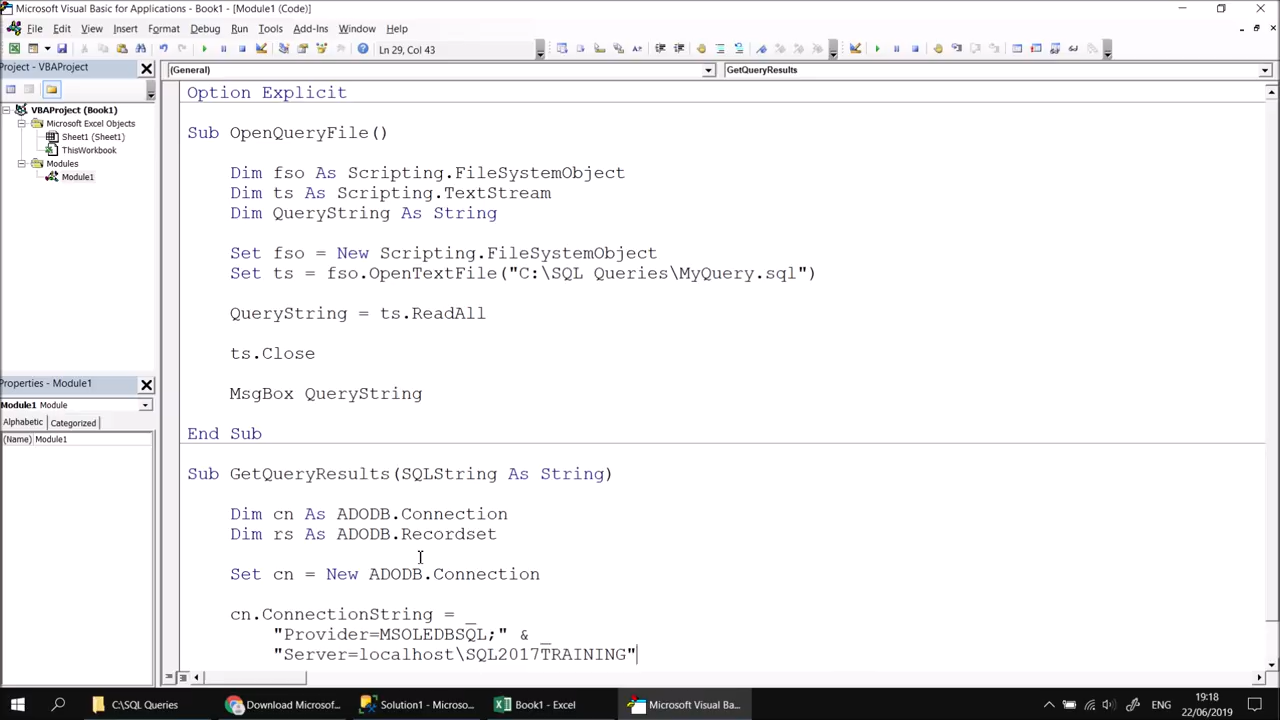 Microsoft Visual Basic for Applications - Book1 - [Module1 (Code)]
File Edit View Insert Format Debug Run Tools Add-Ins Window Help
Ln 29, Col 43
Project - VBAProject
(General) GetQueryResults
VBAProject (Book1)
Microsoft Excel Objects
Sheet1 (Sheet1)
ThisWorkbook
Modules
Module1
Properties - Module1
Module1 Module
Alphabetic Categorized
(Name) Module1
Option Explicit
Sub OpenQueryFile()
Dim fso As Scripting.FileSystemObject
Dim ts As Scripting.TextStream
Dim QueryString As String
Set fso = New Scripting.FileSystemObject
Set ts = fso.OpenTextFile("C:\SQL Queries\MyQuery.sql")
QueryString = ts.ReadAll
ts.Close
MsgBox QueryString
End Sub
Sub GetQueryResults(SQLString As String)
Dim cn As ADODB.Connection
Dim rs As ADODB.Recordset
Set cn = New ADODB.Connection
cn.ConnectionString = _
"Provider=MSOLEDBSQL;" & _
"Server=localhost\SQL2017TRAINING"
C:\SQL Queries Download Microsof... Solution1 - Microso... Book1 - Excel Microsoft Visual Ba... ENG 19:18
22/06/2019